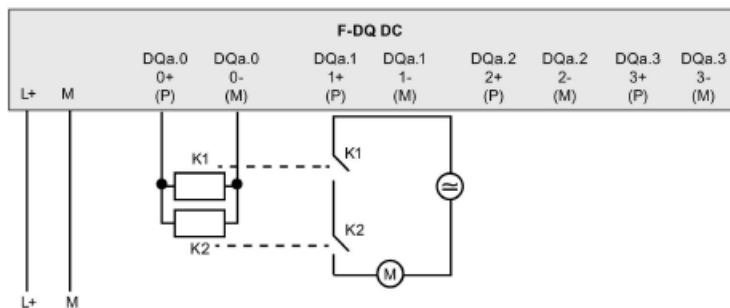 F-DQ DC
DQa.0 DQa.0 DQa.1 DQa.1 DQa.2 DQa.2 DQa.3 DQa.3
0+ 0- 1+ 1- 2+ 2- 3+ 3-
L+ M (P) (M) (P) (M) (P) (M) (P) (M)
K1 K1
K2 K2
M
L+ M